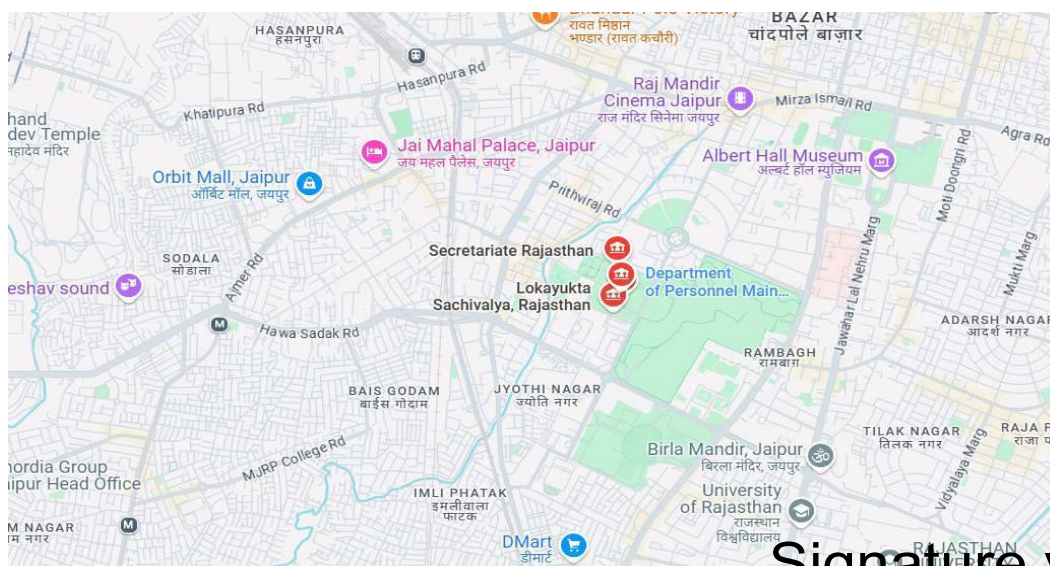 BAZAR
चांदपोले बाज़ार
रावत मिष्ठान
भण्डार (रावत कचौरी)
HASANPURA
हसनपुरा
Hasanpura Rd
Khatipura Rd
Raj Mandir
Cinema Jaipur
राज मंदिर सिनेमा जयपुर
Mirza Ismail Rd
Agra Rd
hand
dev Temple
हादेव मंदिर
Jai Mahal Palace, Jaipur
जय महल पैलेस, जयपुर
Albert Hall Museum
अल्बर्ट हॉल म्युजियम
Moti Doongri Rd
Orbit Mall, Jaipur
ऑर्बिट मॉल, जयपुर
Prithviraj Rd
Secretariate Rajasthan
SODALA
सोडाला
Ajmer Rd
Department
of Personnel Main...
Jawahar Lal Nehru Marg
Mukti Marg
eshav sound
Lokayukta
Sachivalya, Rajasthan
M
Hawa Sadak Rd
ADARSH NAGAR
आदर्श नगर
RAMBAGH
रामबाग़
BAIS GODAM
बाईस गोदाम
JYOTHI NAGAR
ज्योति नगर
TILAK NAGAR
तिलक नगर
RAJA P
राजा प
MJRP College Rd
Birla Mandir, Jaipur
बिरला मंदिर, जयपुर
Vidyalaya Marg
nordia Group
aipur Head Office
University
of Rajasthan
राजस्थान
विश्वविद्यालय
IMLI PHATAK
इमलीवाला
फाटक
M NAGAR
म नगर
M
DMart
डीमार्ट
RAJASTHAN
Signature